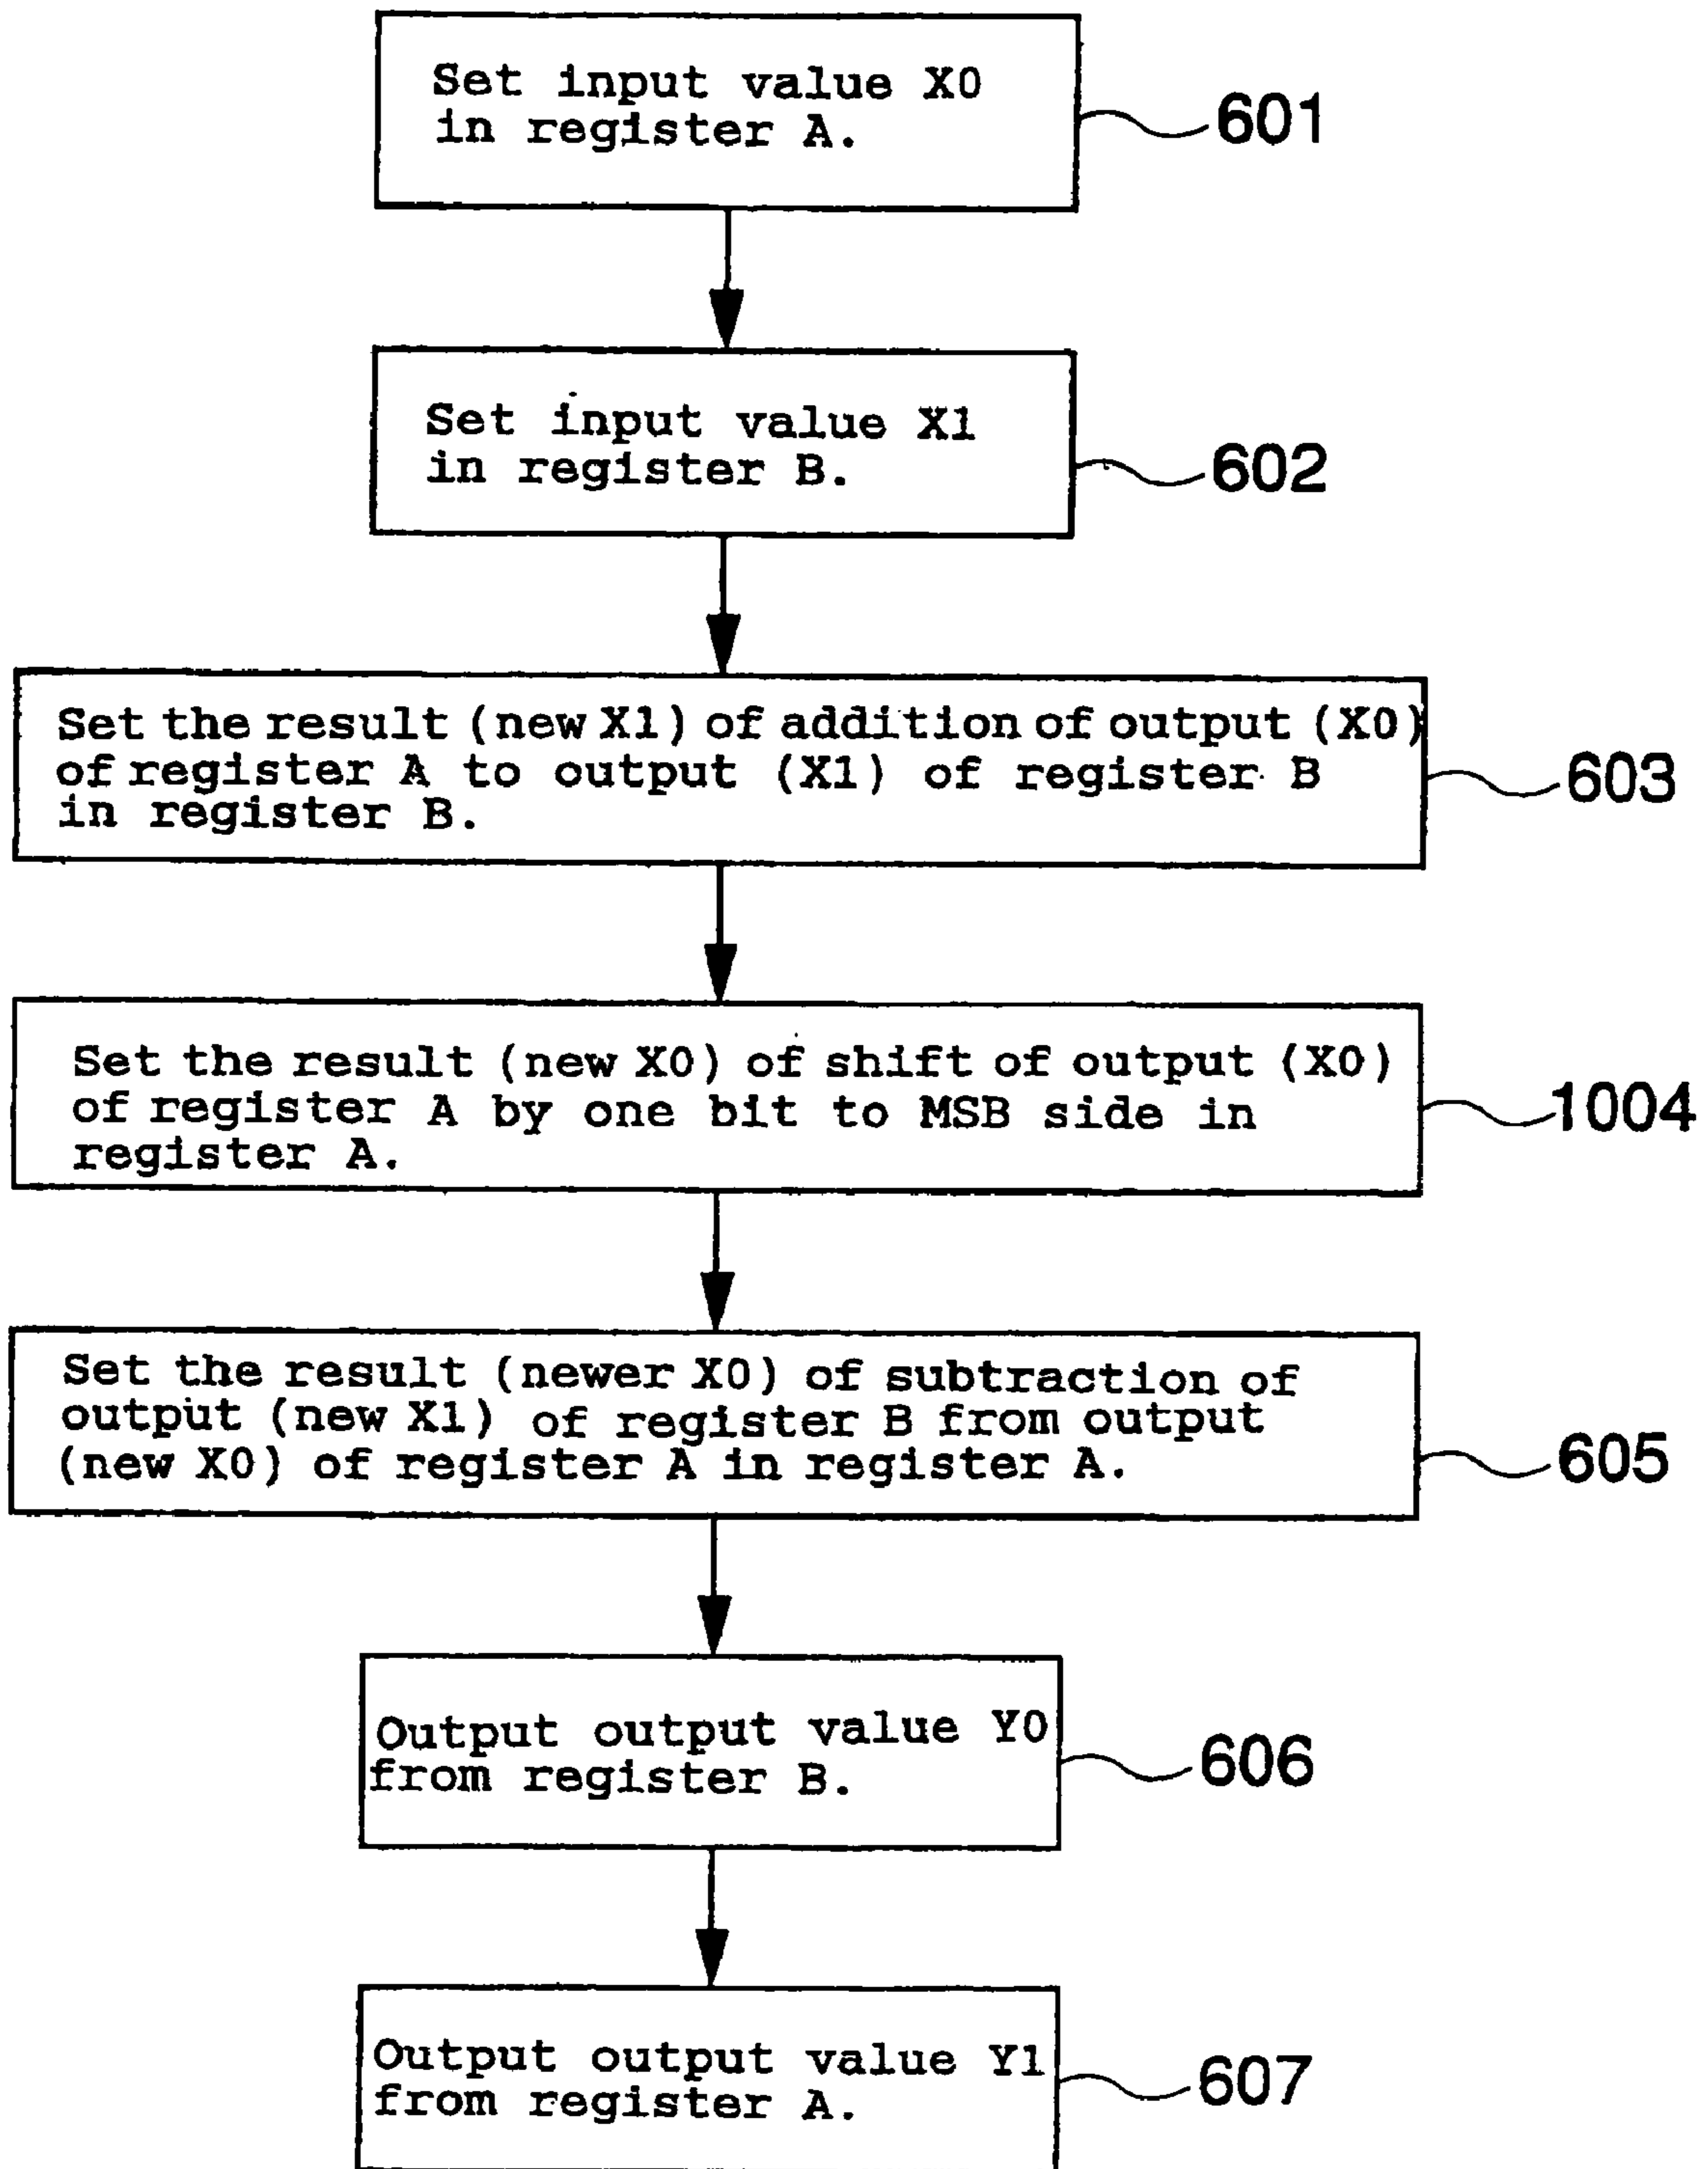 Set input value X0
in register A.
601
Set input value X1
in register B.
602
Set the result (new X1) of addition of output (X0)
of register A to output (X1) of register B
in register B.
603
Set the result (new X0) of shift of output (X0)
of register A by one bit to MSB side in
register A.
1004
Set the result (newer X0) of subtraction of
output (new X1) of register B from output
(new X0) of register A in register A.
605
Output output value Y0
from register B.
606
Output output value Y1
from register A.
607